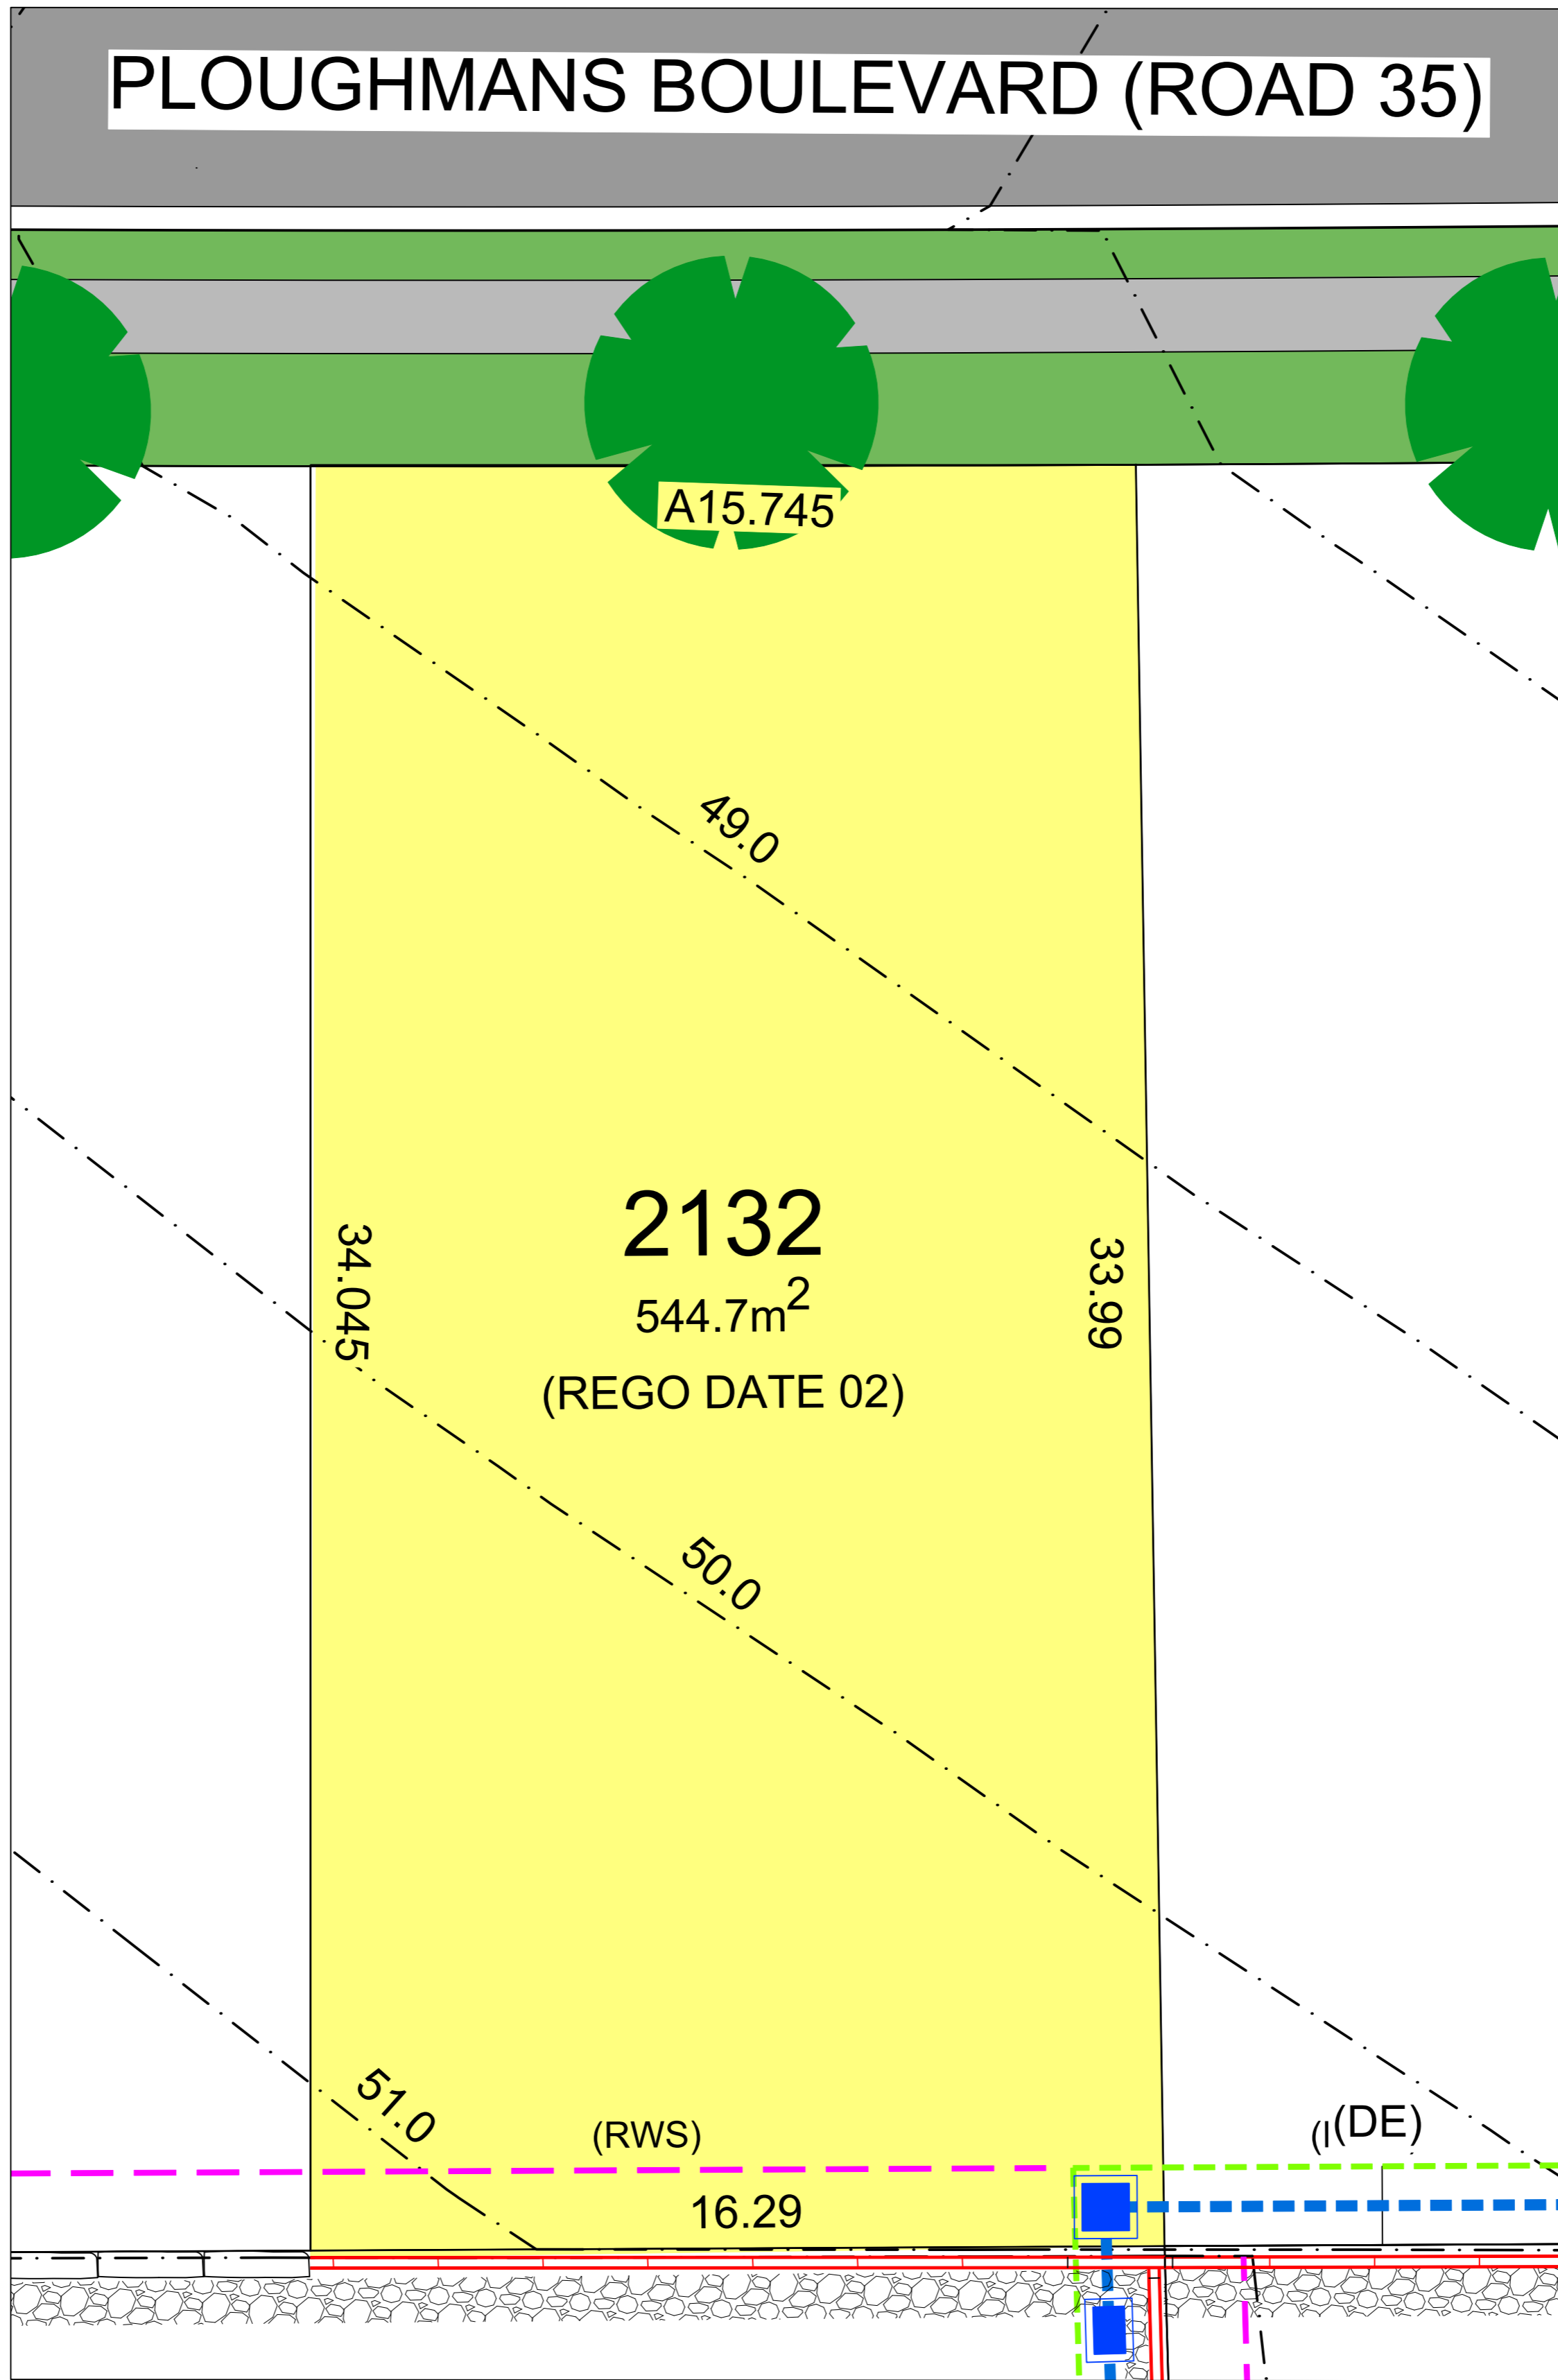 PLOUGHMANS BOULEVARD (ROAD 35)
A15.745
49.0
2132
544.7m²
(REGO DATE 02)
34.045
33.99
50.0
51.0
(RWS)
(DE)
16.29